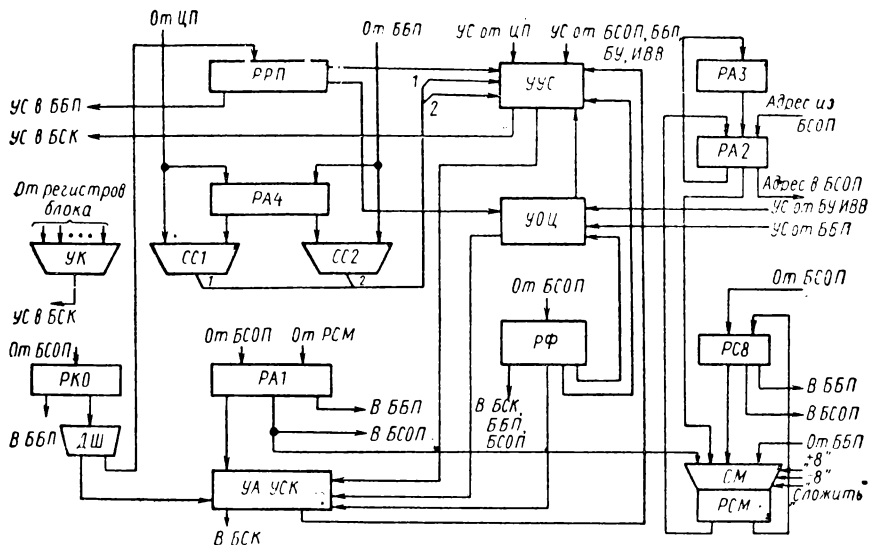 От ЦП
От ББП
УС от ЦП
УС от БСОП, ББП
БУ, ИВВ
РРП
УУС
РА3
1
2
УС в ББП
УС в БСК
Адрес из
БСОП
РА2
От регистров
блока
РА4
УОЦ
Адрес в БСОП
УС от БУ ИВВ
УС от ББП
УК
СС1
СС2
1
2
УС в БСК
От БСОП
От БСОП
От БСОП
От БСОП
От РСМ
РКО
РА1
РФ
РС8
В ББП
В БСОП
В ББП
В БСОП
В ББП
ДШ
В БСК,
ББП,
БСОП
От ББП
„+8"
„-8"
„Сложить"
СМ
РСМ
УА УСК
В БСК